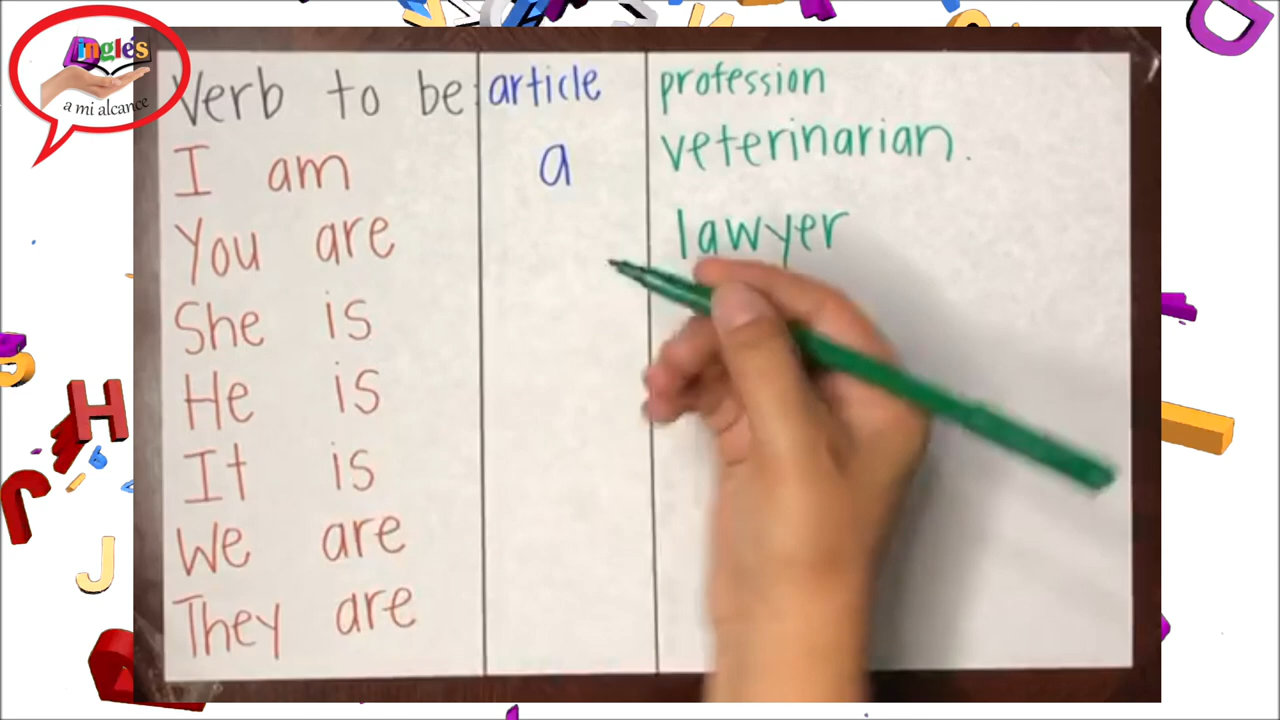 inglés
a mi alcance
Verb to be: article profession
I am a veterinarian.
You are lawyer
She is
He is
It is
We are
They are